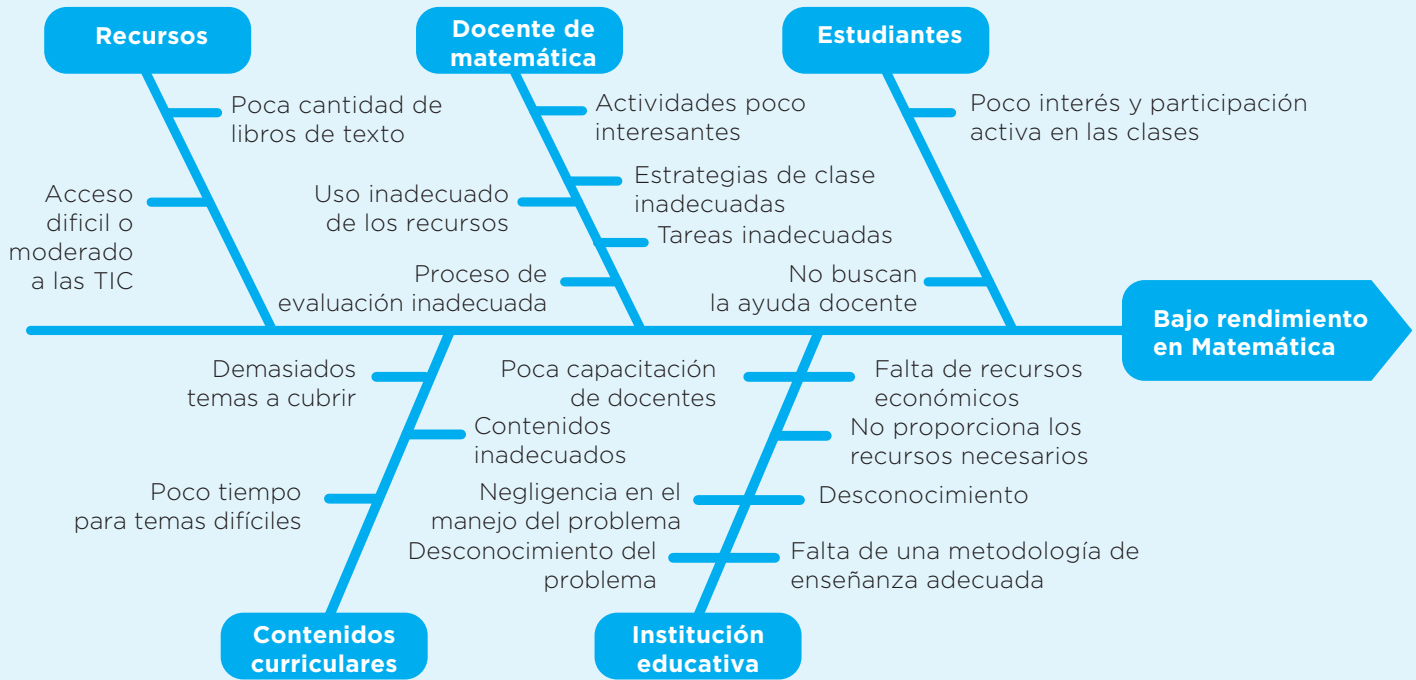 Recursos
Poca cantidad de
libros de texto
Acceso
dificil o
moderado
a las TIC
Docente de
matemática
Actividades poco
interesantes
Estrategias de clase
inadecuadas
Uso inadecuado
de los recursos
Tareas inadecuadas
Proceso de
evaluación inadecuada
Estudiantes
Poco interés y participación
activa en las clases
No buscan
la ayuda docente
Bajo rendimiento
en Matemática
Demasiados
temas a cubrir
Contenidos
inadecuados
Poco tiempo
para temas difíciles
Contenidos
curriculares
Poca capacitación
de docentes
Falta de recursos
económicos
No proporciona los
recursos necesarios
Negligencia en el
manejo del problema
Desconocimiento
Desconocimiento del
problema
Falta de una metodología de
enseñanza adecuada
Institución
educativa